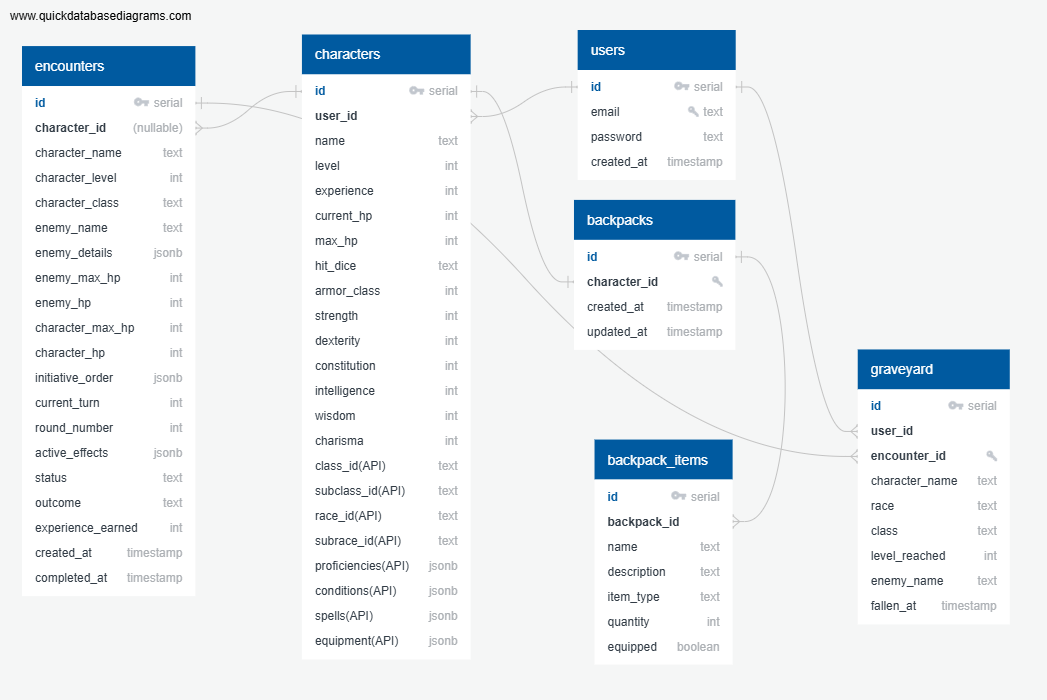 www.quickdatabasediagrams.com
encounters
id serial
character_id (nullable)
character_name text
character_level int
character_class text
enemy_name text
enemy_details jsonb
enemy_max_hp int
enemy_hp int
character_max_hp int
character_hp int
initiative_order jsonb
current_turn int
round_number int
active_effects jsonb
status text
outcome text
experience_earned int
created_at timestamp
completed_at timestamp
characters
id serial
user_id
name text
level int
experience int
current_hp int
max_hp int
hit_dice text
armor_class int
strength int
dexterity int
constitution int
intelligence int
wisdom int
charisma int
class_id(API) text
subclass_id(API) text
race_id(API) text
subrace_id(API) text
proficiencies(API) jsonb
conditions(API) jsonb
spells(API) jsonb
equipment(API) jsonb
users
id serial
email text
password text
created_at timestamp
backpacks
id serial
character_id
created_at timestamp
updated_at timestamp
backpack_items
id serial
backpack_id
name text
description text
item_type text
quantity int
equipped boolean
graveyard
id serial
user_id
encounter_id
character_name text
race text
class text
level_reached int
enemy_name text
fallen_at timestamp